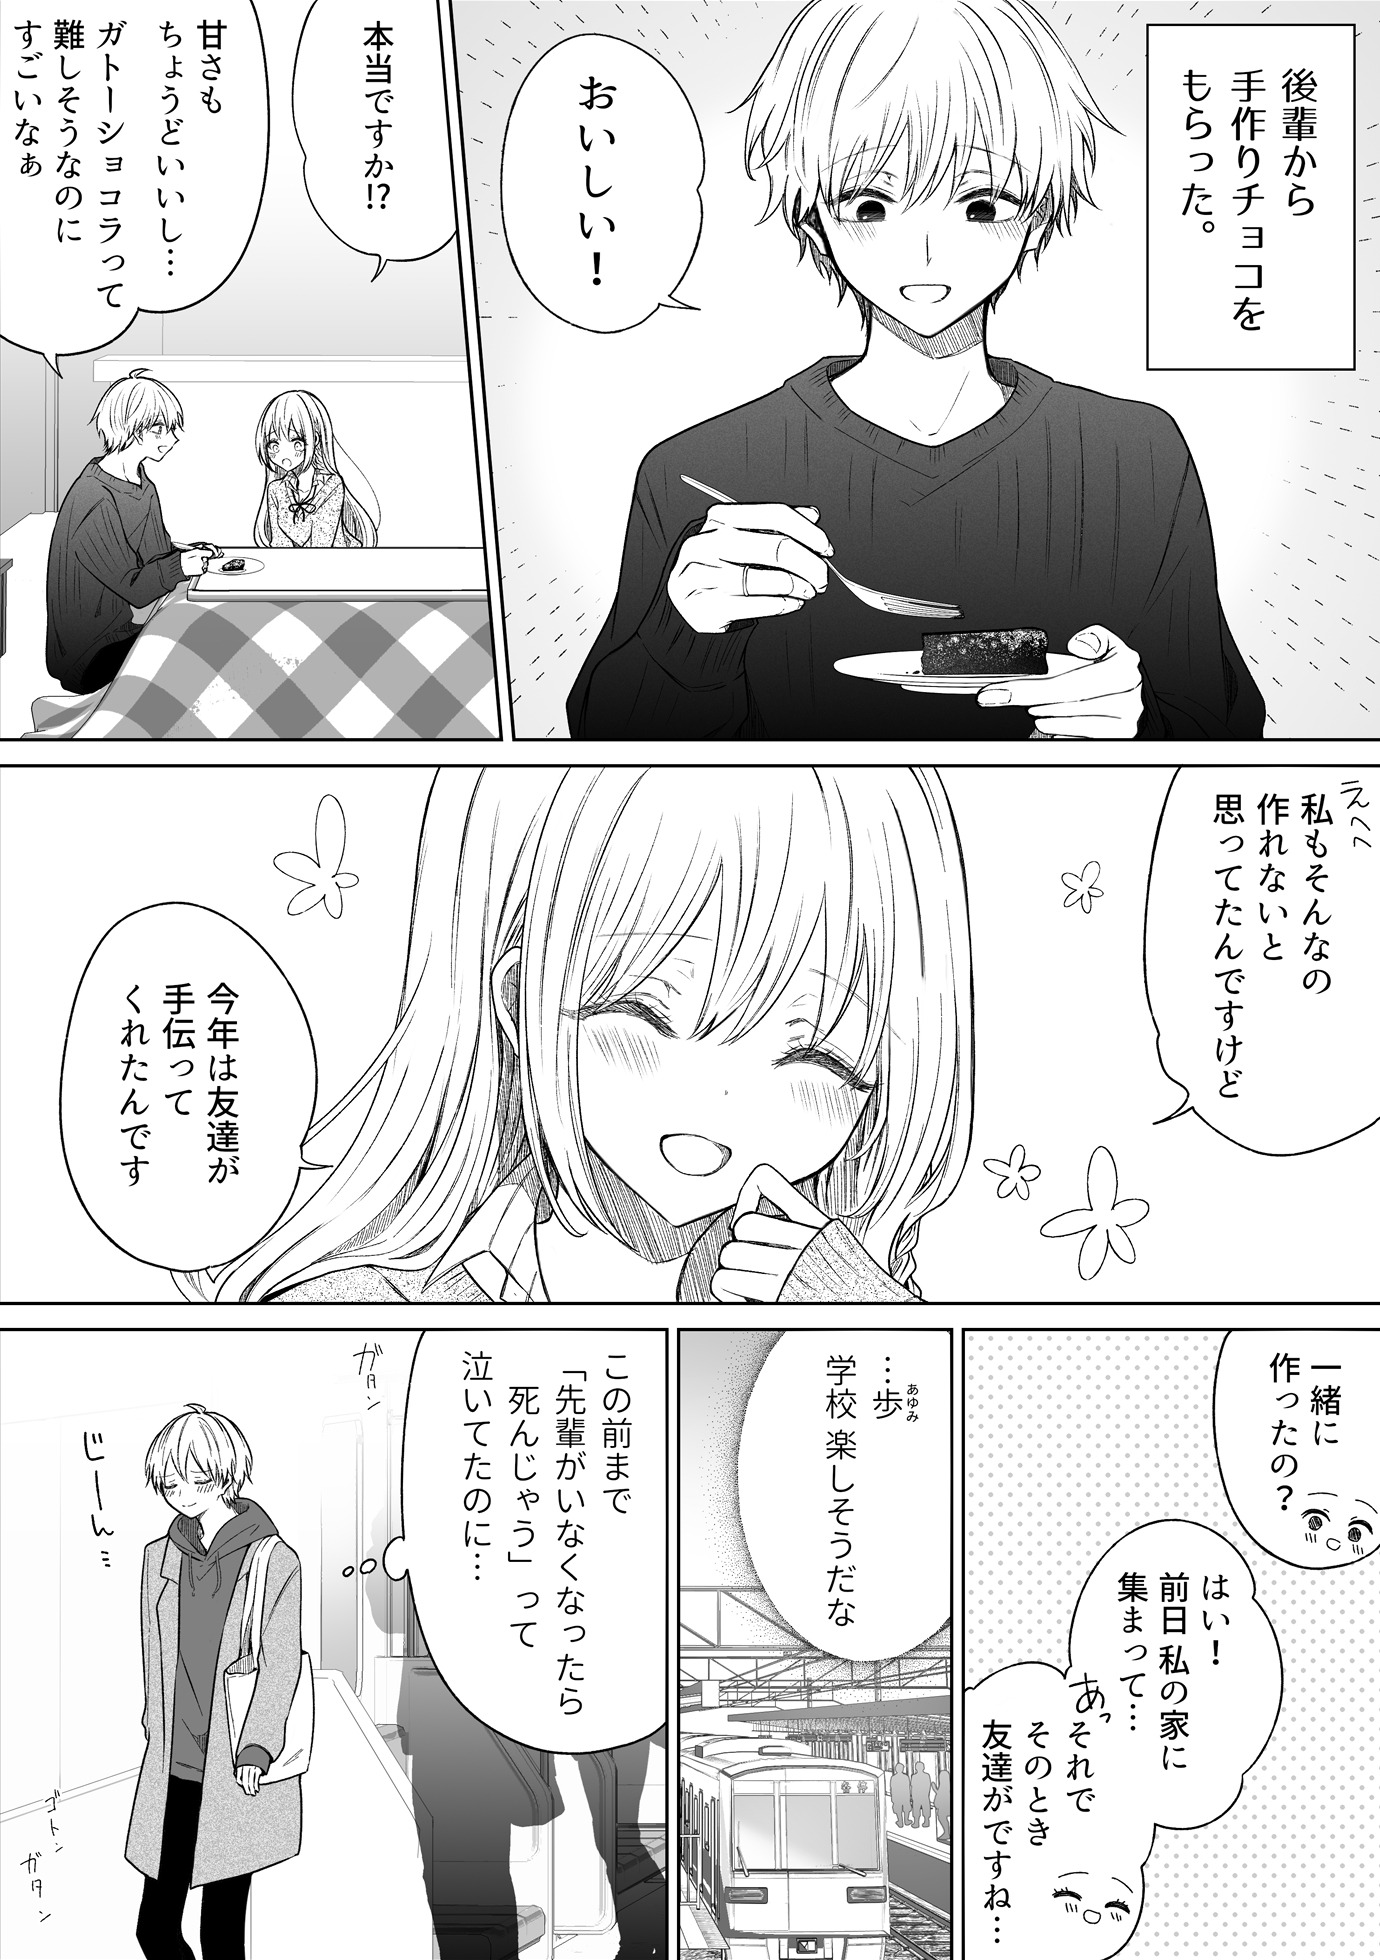 後輩から
手作りチョコを
もらった。
おいしい！
本当ですか!?
甘さも
ちょうどいいし…
ガトーショコラって
難しそうなのに
すごいなぁ
えへへ
私もそんなの
作れないと
思ってたんですけど
今年は友達が
手伝って
くれたんです
一緒に
作ったの？
はい！
前日 私の家に
集まって…
あっ
それで
そのとき
友達がですね…
…歩
あゆみ
学校 楽しそうだな
この前まで
「先輩がいなくなったら
死んじゃう」って
泣いてたのに…
ガタン
じーん…
ゴトン
ガタン